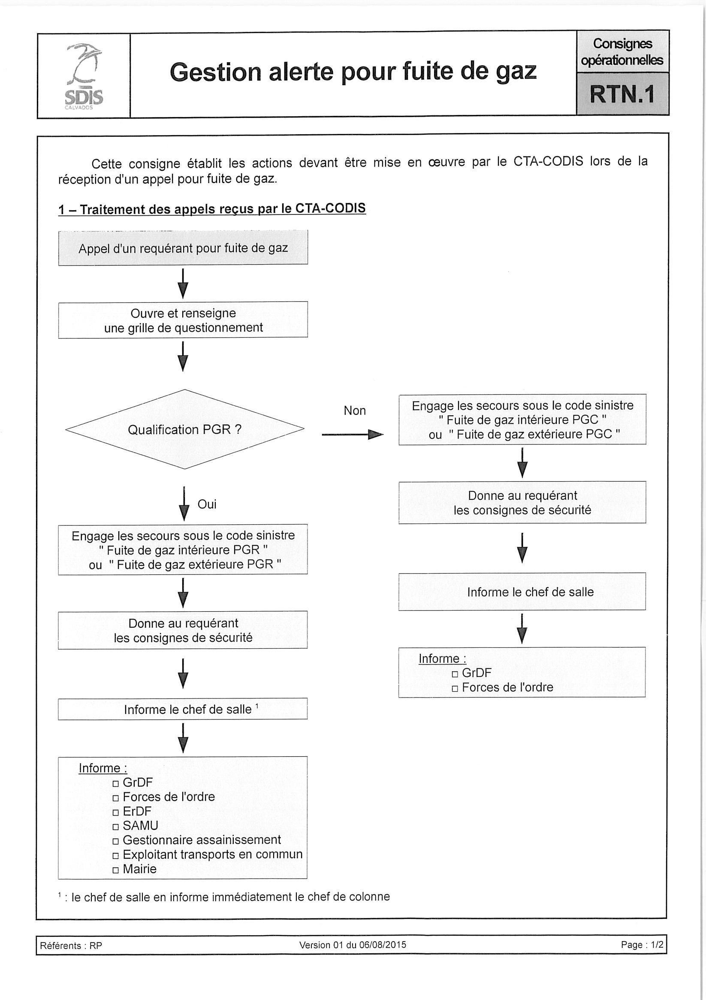 SDIS
CALVADOS
Gestion alerte pour fuite de gaz
Consignes
opérationnelles
RTN.1
Cette consigne établit les actions devant être mise en œuvre par le CTA-CODIS lors de la
réception d'un appel pour fuite de gaz.
1 – Traitement des appels reçus par le CTA-CODIS
Appel d'un requérant pour fuite de gaz
Ouvre et renseigne
une grille de questionnement
Qualification PGR ?
Non
Engage les secours sous le code sinistre
" Fuite de gaz intérieure PGC "
ou " Fuite de gaz extérieure PGC "
Donne au requérant
les consignes de sécurité
Informe le chef de salle
Informe :
□ GrDF
□ Forces de l'ordre
Oui
Engage les secours sous le code sinistre
" Fuite de gaz intérieure PGR "
ou " Fuite de gaz extérieure PGR "
Donne au requérant
les consignes de sécurité
Informe le chef de salle ¹
Informe :
□ GrDF
□ Forces de l'ordre
□ ErDF
□ SAMU
□ Gestionnaire assainissement
□ Exploitant transports en commun
□ Mairie
¹ : le chef de salle en informe immédiatement le chef de colonne
Référents : RP
Version 01 du 06/08/2015
Page : 1/2